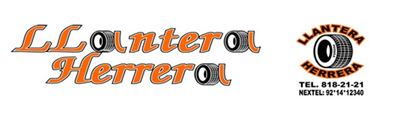 LLantera
Herrera
LLANTERA
HERRERA
TEL. 818-21-21
NEXTEL: 92*14*12340